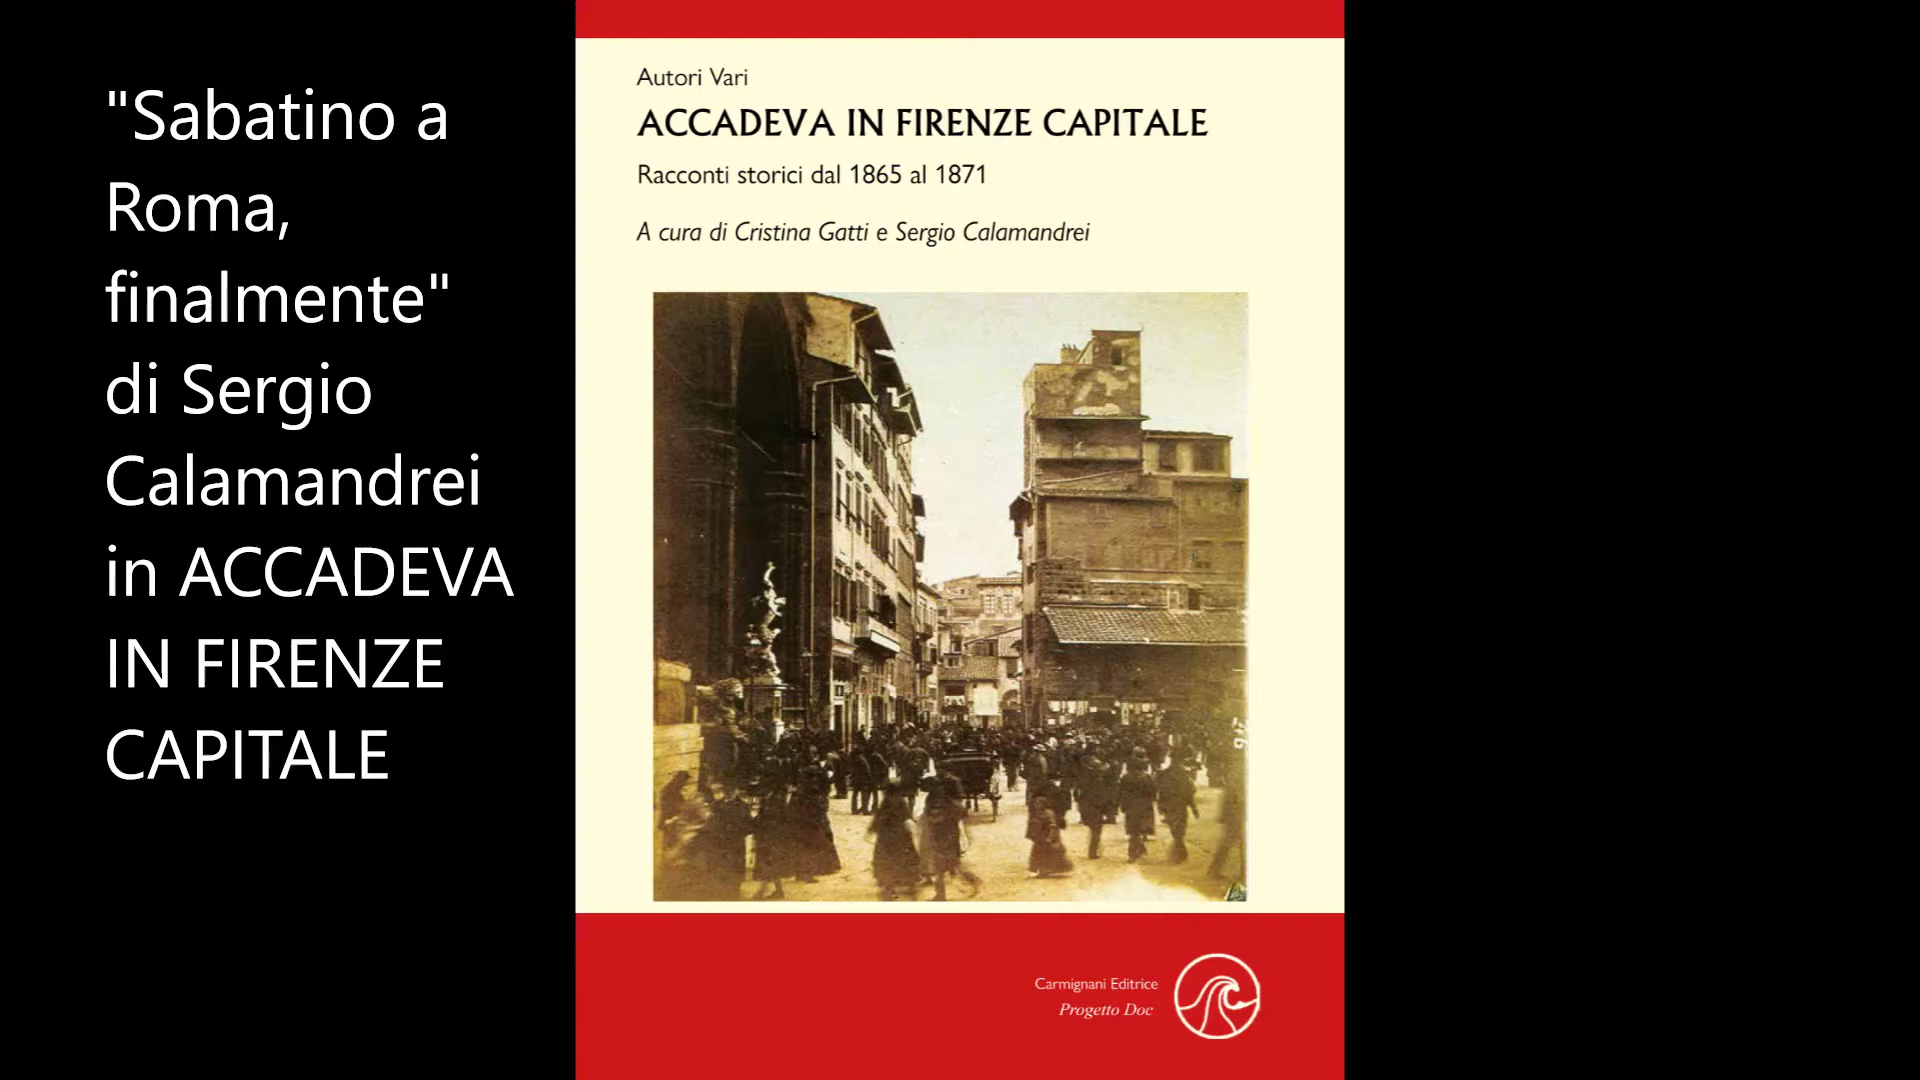 "Sabatino a
Roma,
finalmente"
di Sergio
Calamandrei
in ACCADEVA
IN FIRENZE
CAPITALE
Autori Vari
ACCADEVA IN FIRENZE CAPITALE
Racconti storici dal 1865 al 1871
A cura di Cristina Gatti e Sergio Calamandrei
Carmignani Editrice
Progetto Doc